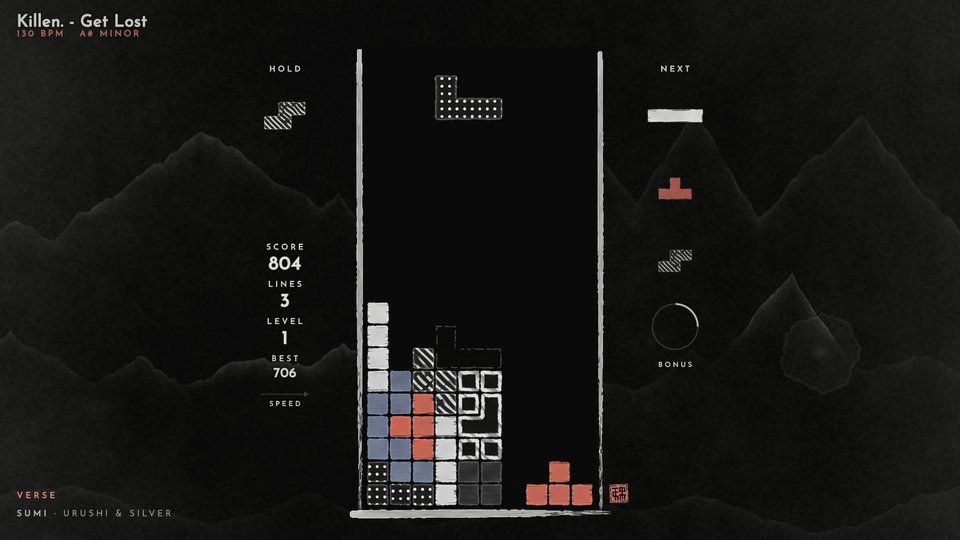 Killen. - Get Lost
130 BPM A# MINOR
HOLD
NEXT
SCORE
804
LINES
3
LEVEL
1
BEST
706
SPEED
BONUS
VERSE
SUMI · URUSHI & SILVER